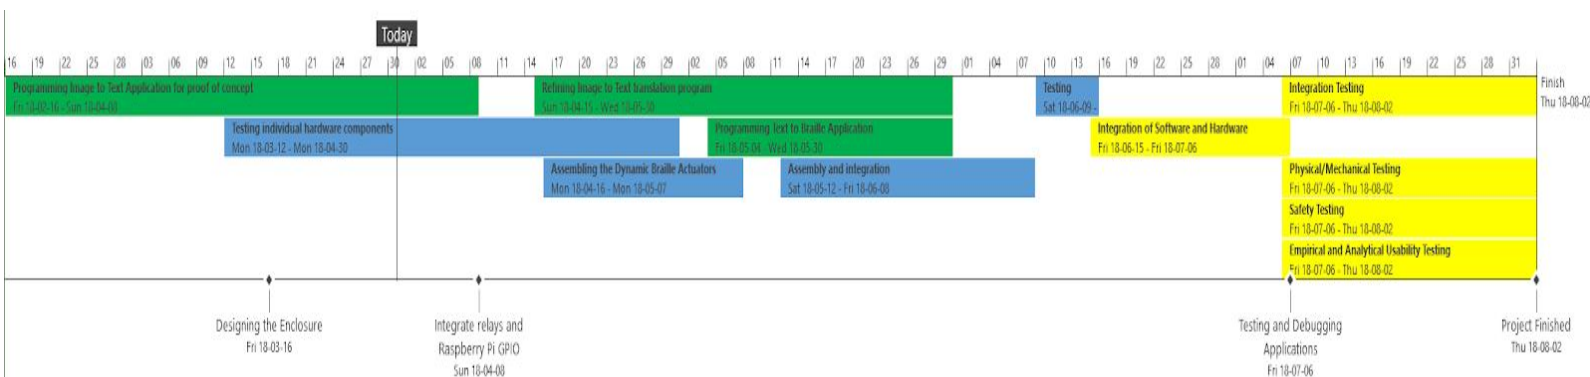 Today
16 19 22 25 28 03 06 09 12 15 18 21 24 27 30 02 05 08 11 14 17 20 23 26 29 02 05 08 11 14 17 20 23 26 29 01 04 07 10 13 16 19 22 25 28 01 04 07 10 13 16 19 22 25 28 31
Programming Image to Text Application for proof of concept
Fri 18-02-16 - Sun 18-04-08
Refining Image to Text translation program
Sun 18-04-15 - Wed 18-05-30
Testing
Sat 18-06-09 -
Integration Testing
Fri 18-07-06 - Thu 18-08-02
Finish
Thu 18-08-02
Testing individual hardware components
Mon 18-03-12 - Mon 18-04-30
Programming Text to Braille Application
Fri 18-05-04 - Wed 18-05-30
Integration of Software and Hardware
Fri 18-06-15 - Fri 18-07-06
Assembling the Dynamic Braille Actuators
Mon 18-04-16 - Mon 18-05-07
Assembly and integration
Sat 18-05-12 - Fri 18-06-08
Physical/Mechanical Testing
Fri 18-07-06 - Thu 18-08-02
Safety Testing
Fri 18-07-06 - Thu 18-08-02
Empirical and Analytical Usability Testing
Fri 18-07-06 - Thu 18-08-02
Designing the Enclosure
Fri 18-03-16
Integrate relays and
Raspberry Pi GPIO
Sun 18-04-08
Testing and Debugging
Applications
Fri 18-07-06
Project Finished
Thu 18-08-02